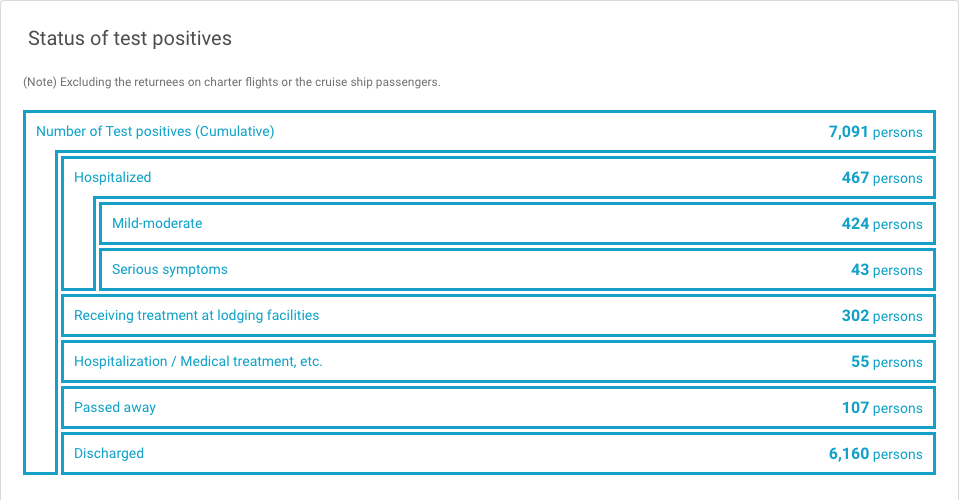 Status of test positives
(Note) Excluding the returnees on charter flights or the cruise ship passengers.
Number of Test positives (Cumulative) 7,091 persons
Hospitalized 467 persons
Mild-moderate 424 persons
Serious symptoms 43 persons
Receiving treatment at lodging facilities 302 persons
Hospitalization / Medical treatment, etc. 55 persons
Passed away 107 persons
Discharged 6,160 persons